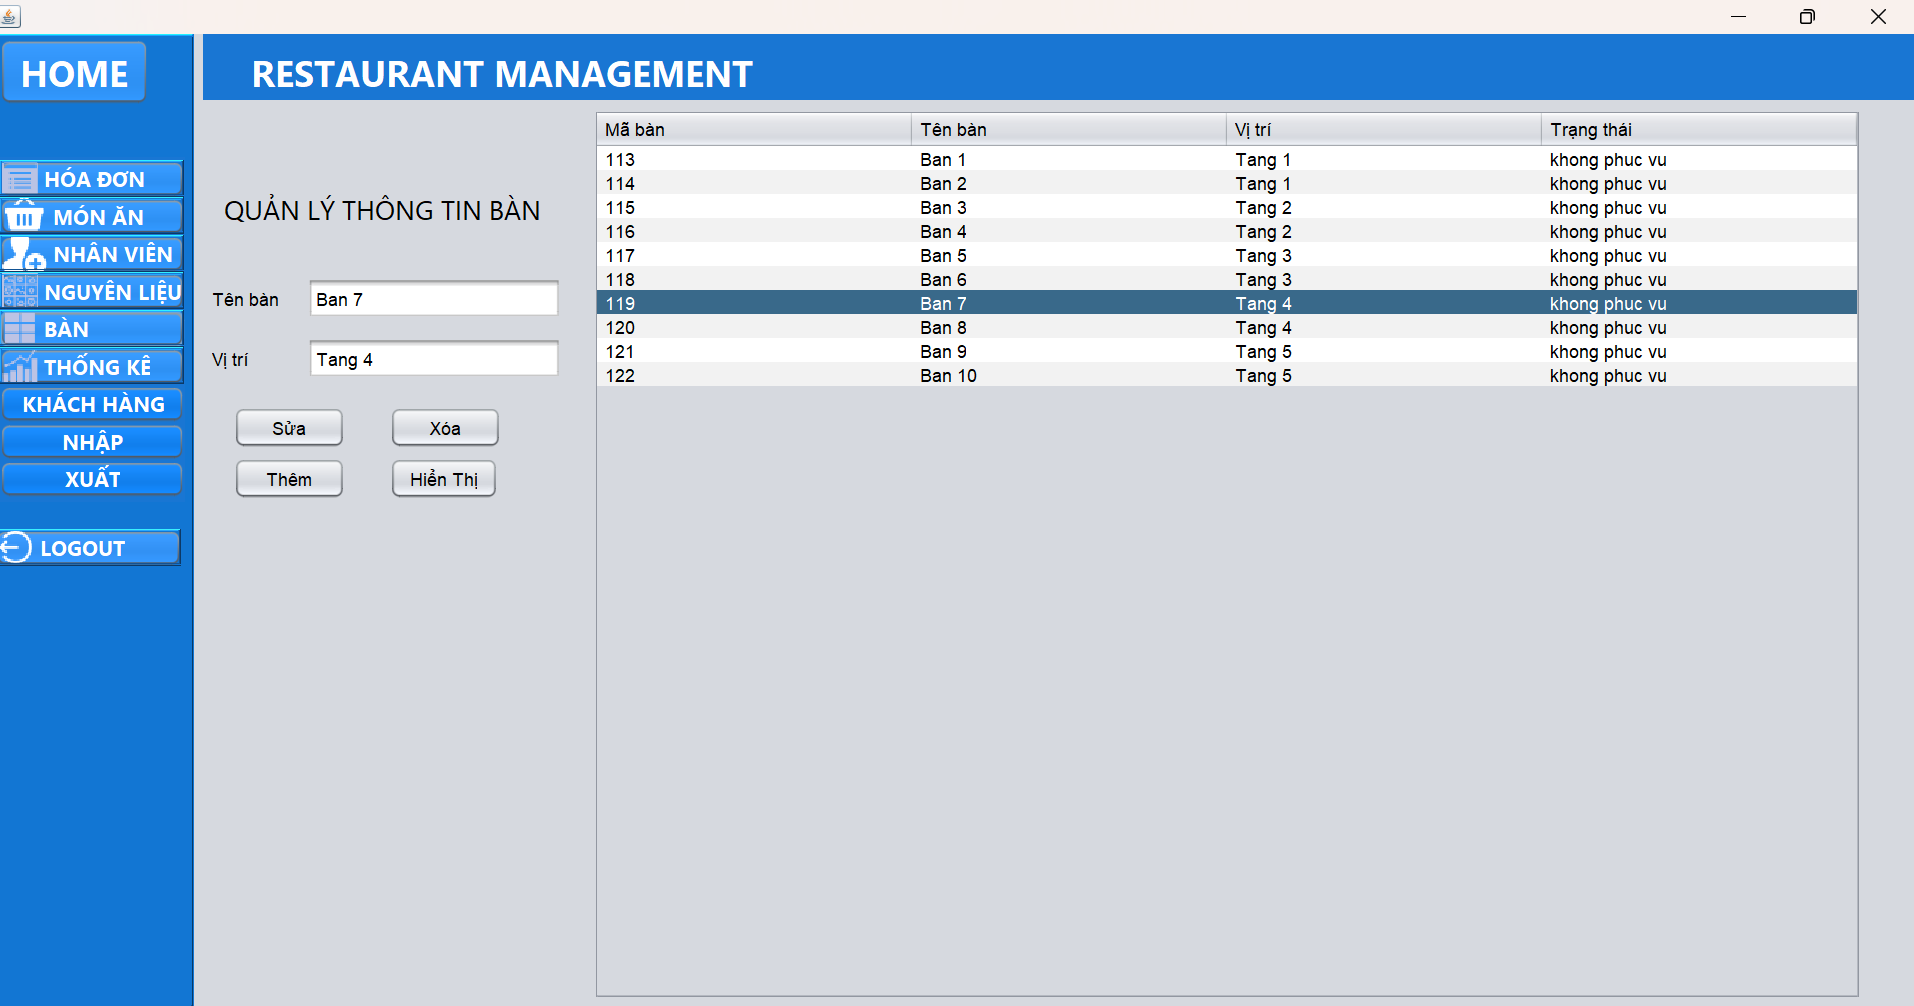 HOME
RESTAURANT MANAGEMENT
HÓA ĐƠN
MÓN ĂN
NHÂN VIÊN
NGUYÊN LIỆU
BÀN
THỐNG KÊ
KHÁCH HÀNG
NHẬP
XUẤT
LOGOUT
QUẢN LÝ THÔNG TIN BÀN
Tên bàn Ban 7
Vị trí Tang 4
Sửa Xóa
Thêm Hiển Thị
Mã bàn Tên bàn Vị trí Trạng thái
113 Ban 1 Tang 1 khong phuc vu
114 Ban 2 Tang 1 khong phuc vu
115 Ban 3 Tang 2 khong phuc vu
116 Ban 4 Tang 2 khong phuc vu
117 Ban 5 Tang 3 khong phuc vu
118 Ban 6 Tang 3 khong phuc vu
119 Ban 7 Tang 4 khong phuc vu
120 Ban 8 Tang 4 khong phuc vu
121 Ban 9 Tang 5 khong phuc vu
122 Ban 10 Tang 5 khong phuc vu